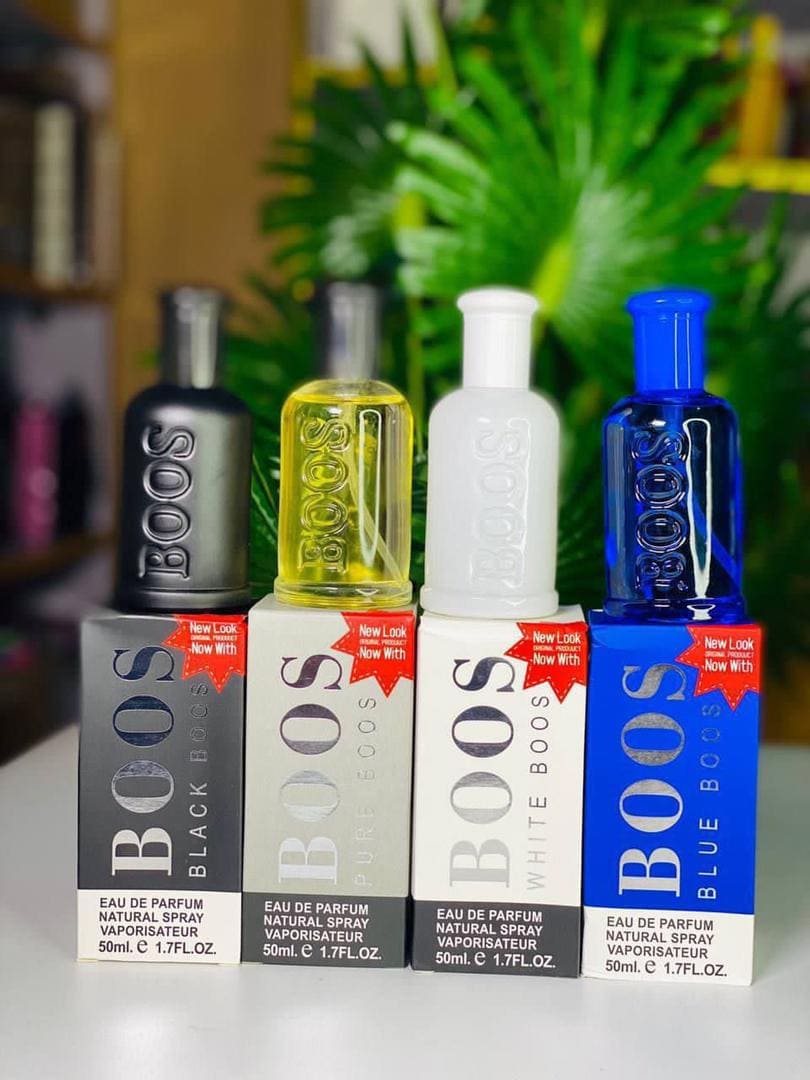 BOOS
BOOS
BOOS
BOOS
New Look
ORIGINAL PRODUUCT
Now With
BOOS
BLACK BOOS
EAU DE PARFUM
NATURAL SPRAY
VAPORISATEUR
50ml. e 1.7FL.OZ.
New Look
ORIGINAL PRODUUCT
Now With
BOOS
PURE BOOS
EAU DE PARFUM
NATURAL SPRAY
VAPORISATEUR
50ml. e 1.7FL.OZ.
New Look
ORIGINAL PRODUUCT
Now With
BOOS
WHITE BOOS
EAU DE PARFUM
NATURAL SPRAY
VAPORISATEUR
50ml. e 1.7FL.OZ.
New Look
ORIGINAL PRODUUCT
Now With
BOOS
BLUE BOOS
EAU DE PARFUM
NATURAL SPRAY
VAPORISATEUR
50ml. e 1.7FL.OZ.